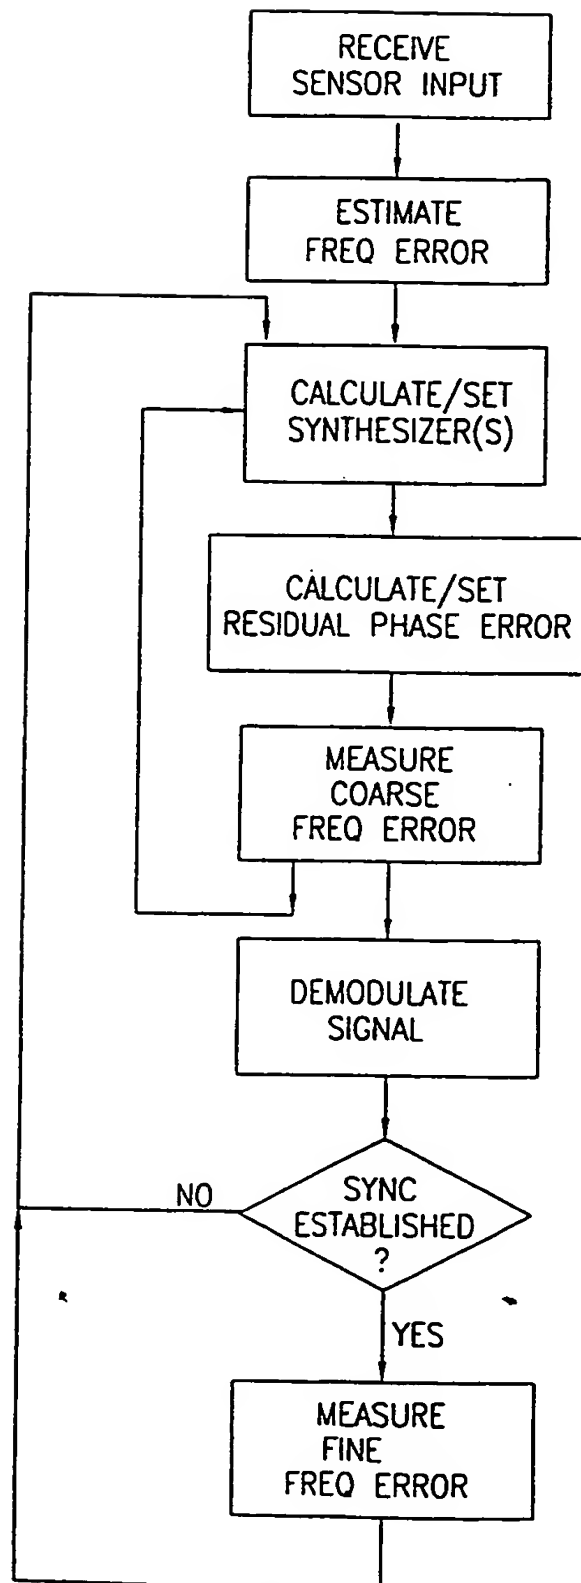 RECEIVE
SENSOR INPUT
ESTIMATE
FREQ ERROR
CALCULATE/SET
SYNTHESIZER(S)
CALCULATE/SET
RESIDUAL PHASE ERROR
MEASURE
COARSE
FREQ ERROR
DEMODULATE
SIGNAL
NO
SYNC
ESTABLISHED
?
YES
MEASURE
FINE
FREQ ERROR